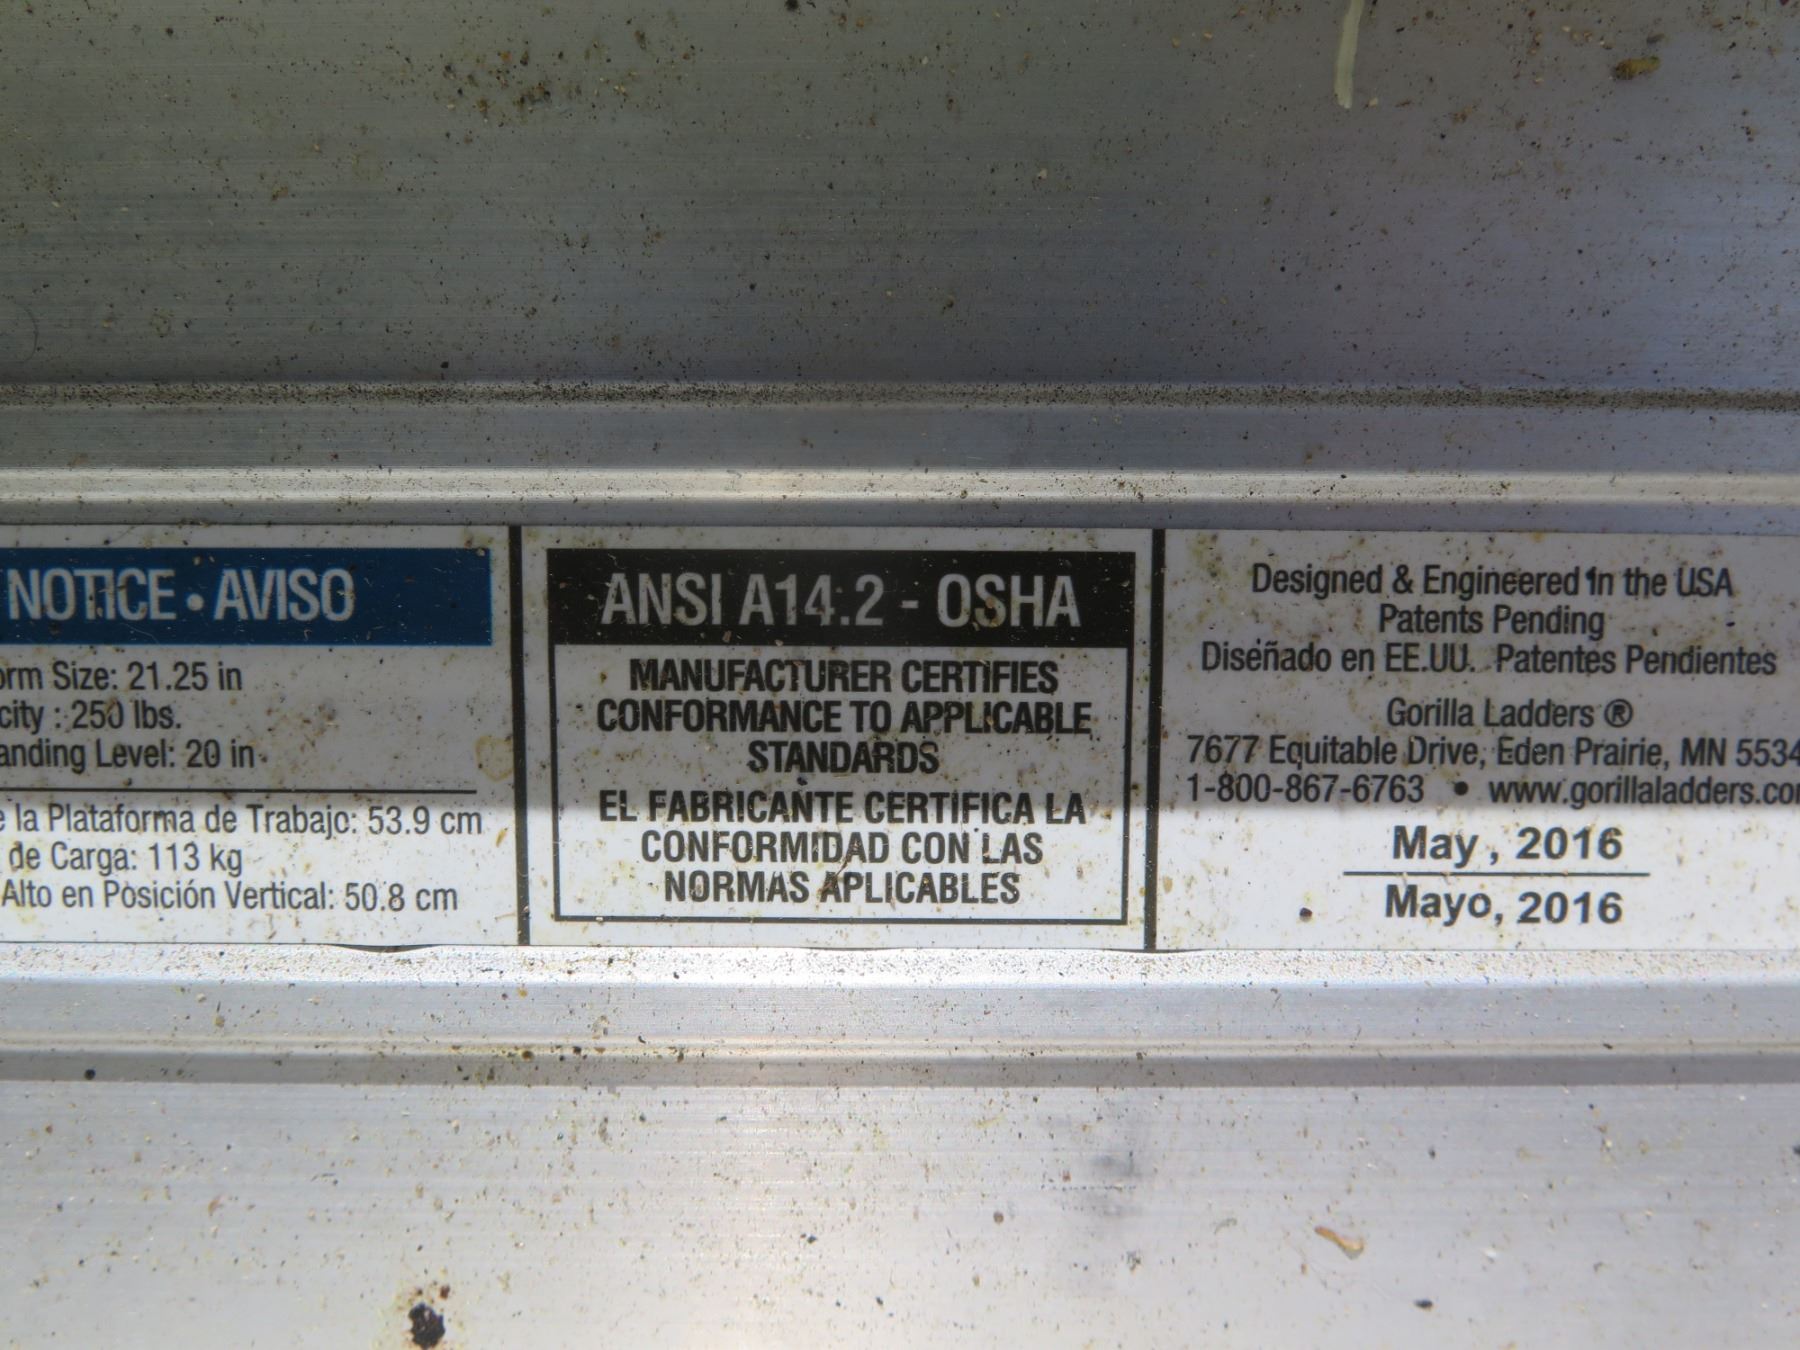 NOTICE • AVISO
orm Size: 21.25 in
city : 250 lbs.
anding Level: 20 in
e la Plataforma de Trabajo: 53.9 cm
de Carga: 113 kg
Alto en Posición Vertical: 50.8 cm
ANSI A14.2 - OSHA
MANUFACTURER CERTIFIES
CONFORMANCE TO APPLICABLE
STANDARDS
EL FABRICANTE CERTIFICA LA
CONFORMIDAD CON LAS
NORMAS APLICABLES
Designed & Engineered in the USA
Patents Pending
Diseñado en EE.UU. Patentes Pendientes
Gorilla Ladders ®
7677 Equitable Drive, Eden Prairie, MN 5534
1-800-867-6763 • www.gorillaladders.co
May, 2016
Mayo, 2016